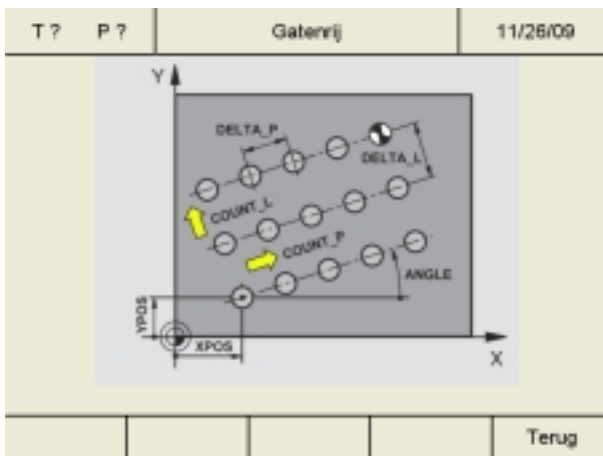 T ? P ? Gatenrij 11/26/09
Y
DELTA_P
DELTA_L
COUNT_L
COUNT_P
ANGLE
YPOS
XPOS
X
Terug